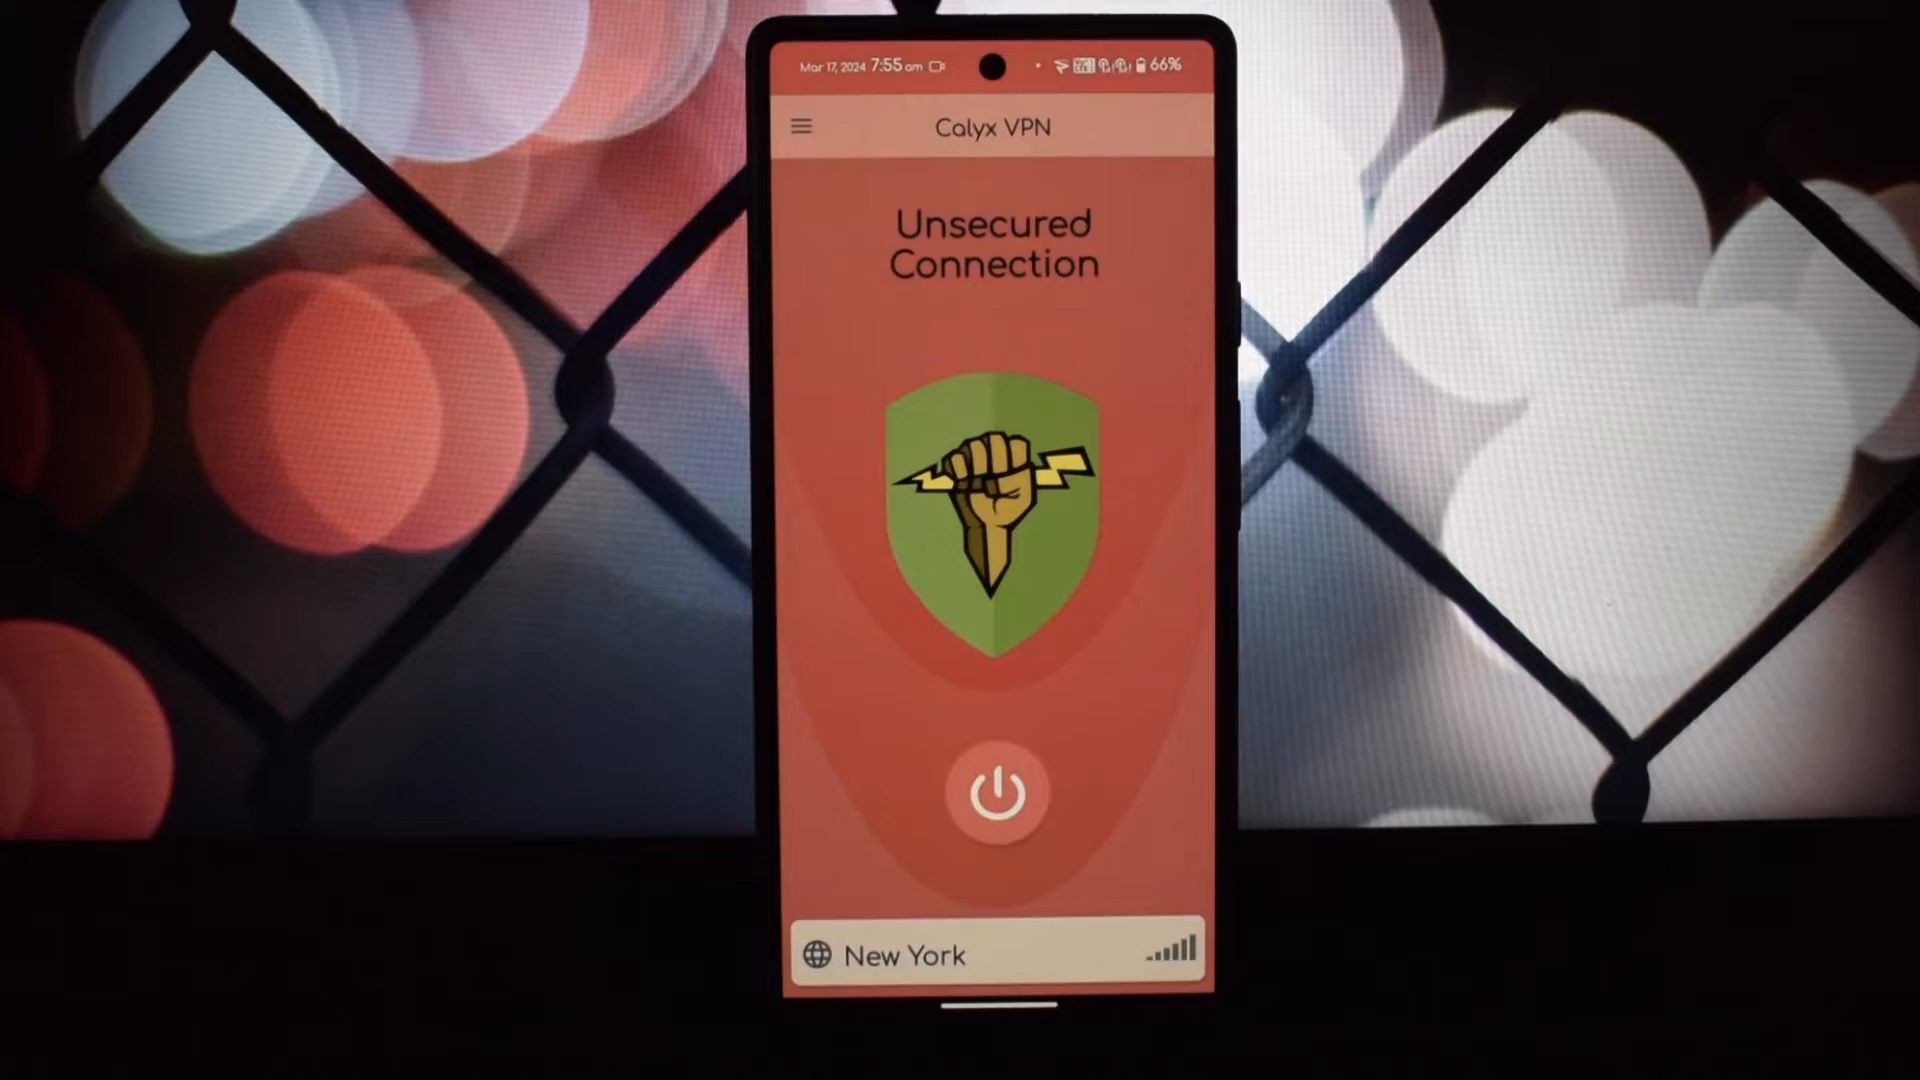 Mar 17, 2024 7:55 am 66%
Calyx VPN
Unsecured
Connection
New York